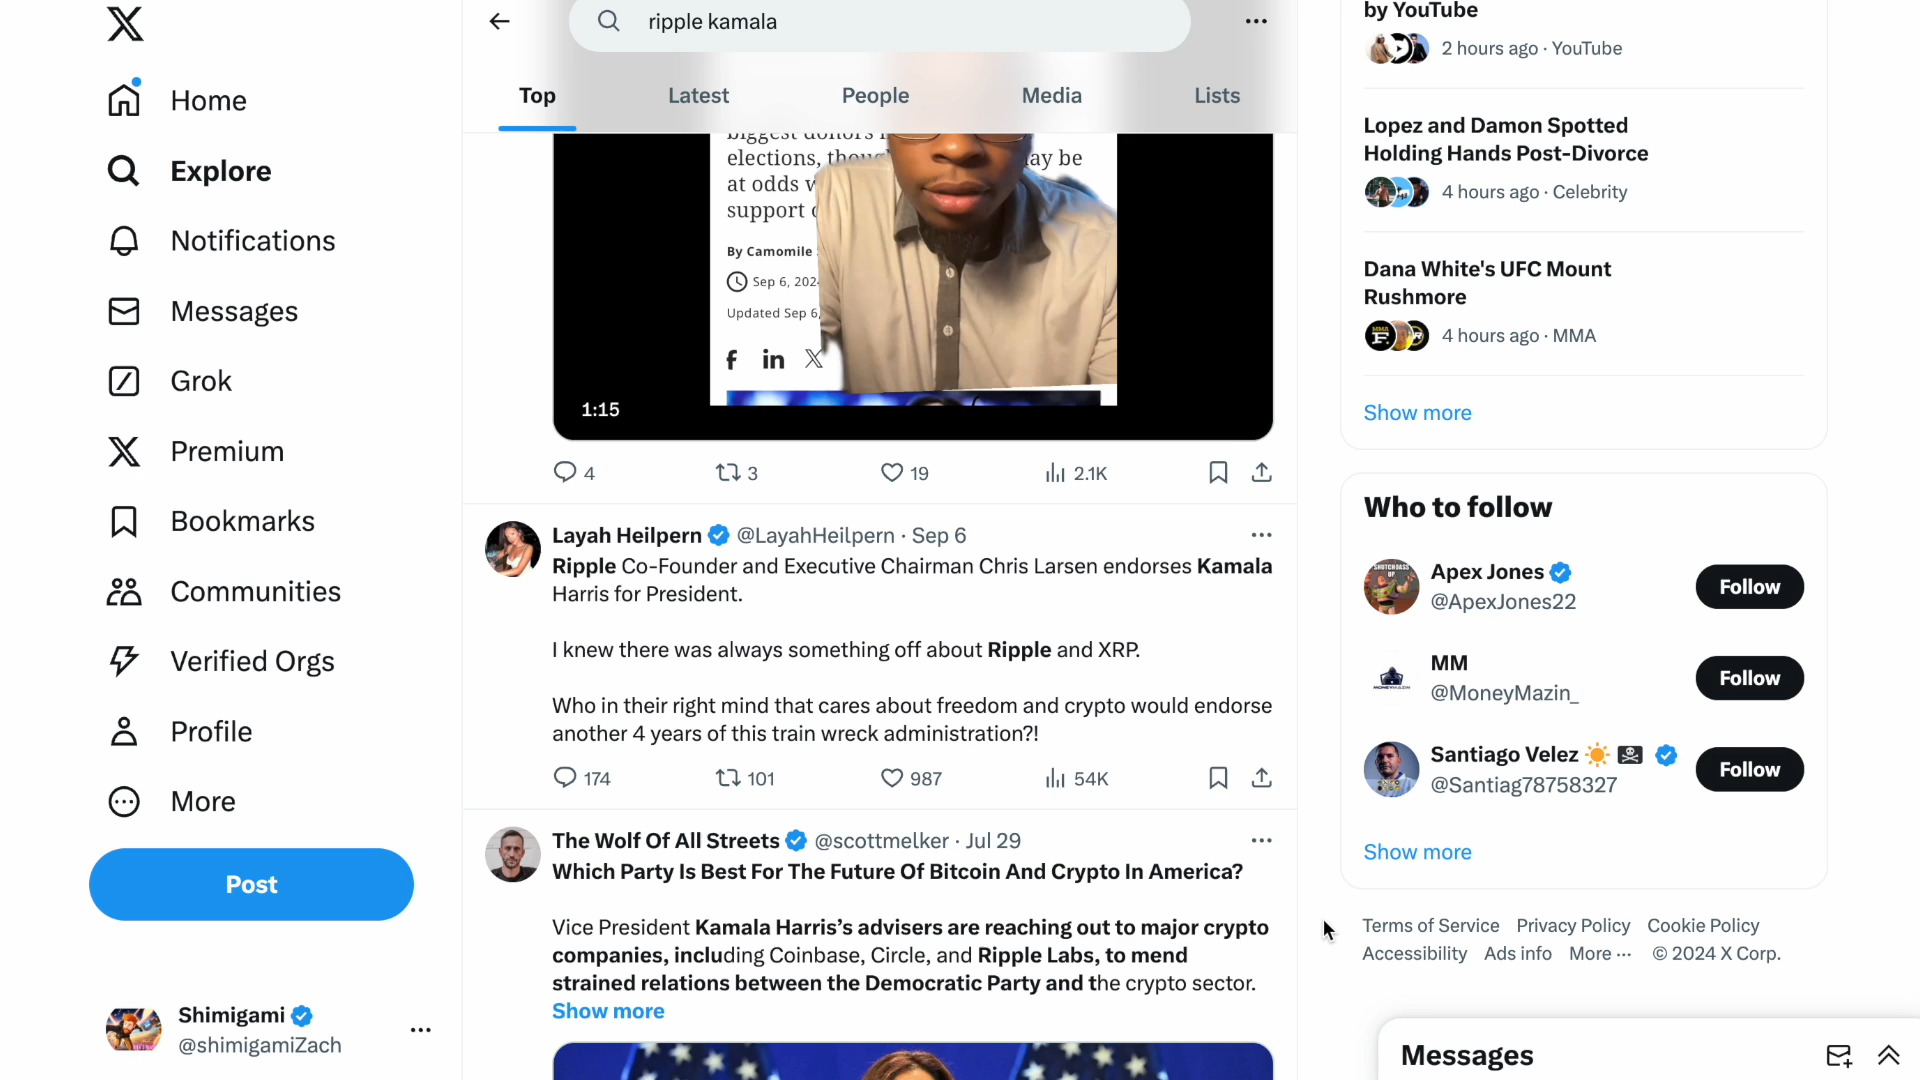 ripple kamala
Home
Explore
Notifications
Messages
Grok
Premium
Bookmarks
Communities
Verified Orgs
Profile
More
Post
Shimigami
@shimigamiZach
Top
Latest
People
Media
Lists
biggest donors
elections,
ay be
at odds
support
By Camomile
Sep 6, 202
Updated Sep 6,
1:15
4
3
19
2.1K
Layah Heilpern @LayahHeilpern · Sep 6
Ripple Co-Founder and Executive Chairman Chris Larsen endorses Kamala
Harris for President.
I knew there was always something off about Ripple and XRP.
Who in their right mind that cares about freedom and crypto would endorse
another 4 years of this train wreck administration?!
174
101
987
54K
The Wolf Of All Streets @scottmelker · Jul 29
Which Party Is Best For The Future Of Bitcoin And Crypto In America?
Vice President Kamala Harris’s advisers are reaching out to major crypto
companies, including Coinbase, Circle, and Ripple Labs, to mend
strained relations between the Democratic Party and the crypto sector.
Show more
by YouTube
2 hours ago · YouTube
Lopez and Damon Spotted
Holding Hands Post-Divorce
4 hours ago · Celebrity
Dana White's UFC Mount
Rushmore
4 hours ago · MMA
Show more
Who to follow
Apex Jones
@ApexJones22
Follow
MM
@MoneyMazin_
Follow
Santiago Velez
@Santiag78758327
Follow
Show more
Terms of Service Privacy Policy Cookie Policy
Accessibility Ads info More ··· © 2024 X Corp.
Messages